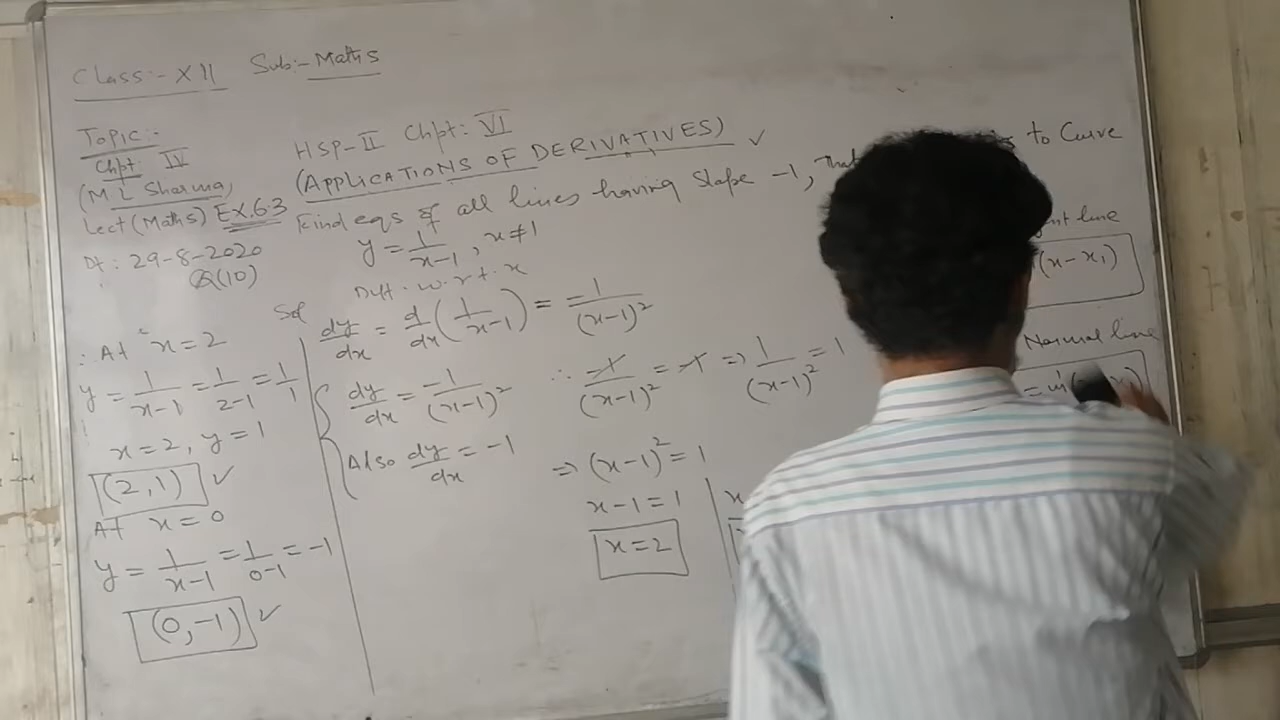 Class:- XII Sub:- Maths
Topic:-
Chpt: IV
(M L Sharma)
Lect (Maths) EX.6.3
Dt: 29-8-2020
Q(10)
HSP-II Chpt: VI
(APPLICATIONS OF DERIVATIVES) ✓
Find eqs of all lines having slope -1, that to Curve
y = 1/(x-1), x≠1
Diff. w.r.t. x
Sol
dy/dx = d/dx (1/(x-1)) = -1/(x-1)²
dy/dx = -1/(x-1)²
Also dy/dx = -1
∴ -1/(x-1)² = -1 => 1/(x-1)² = 1
=> (x-1)² = 1
x-1 = 1
x=2
∴ At x=2
y = 1/(x-1) = 1/(2-1) = 1/1
x=2, y=1
(2,1) ✓
At x=0
y = 1/(x-1) = 1/(0-1) = -1
(0,-1) ✓
line
(x-x₁)
Normal line